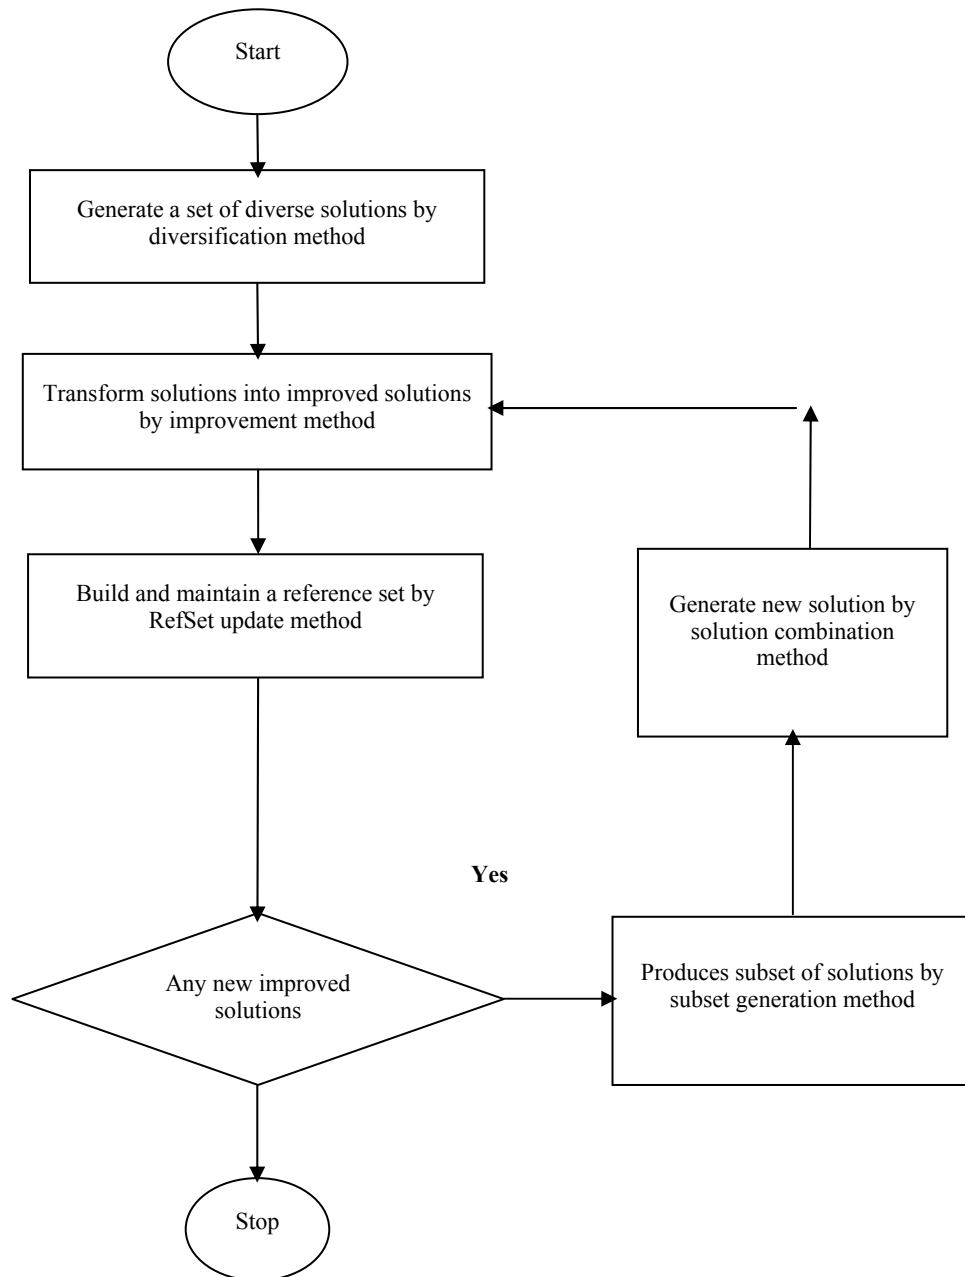 Start
Generate a set of diverse solutions by
diversification method
Transform solutions into improved solutions
by improvement method
Build and maintain a reference set by
RefSet update method
Generate new solution by
solution combination
method
Yes
Any new improved
solutions
Produces subset of solutions by
subset generation method
Stop